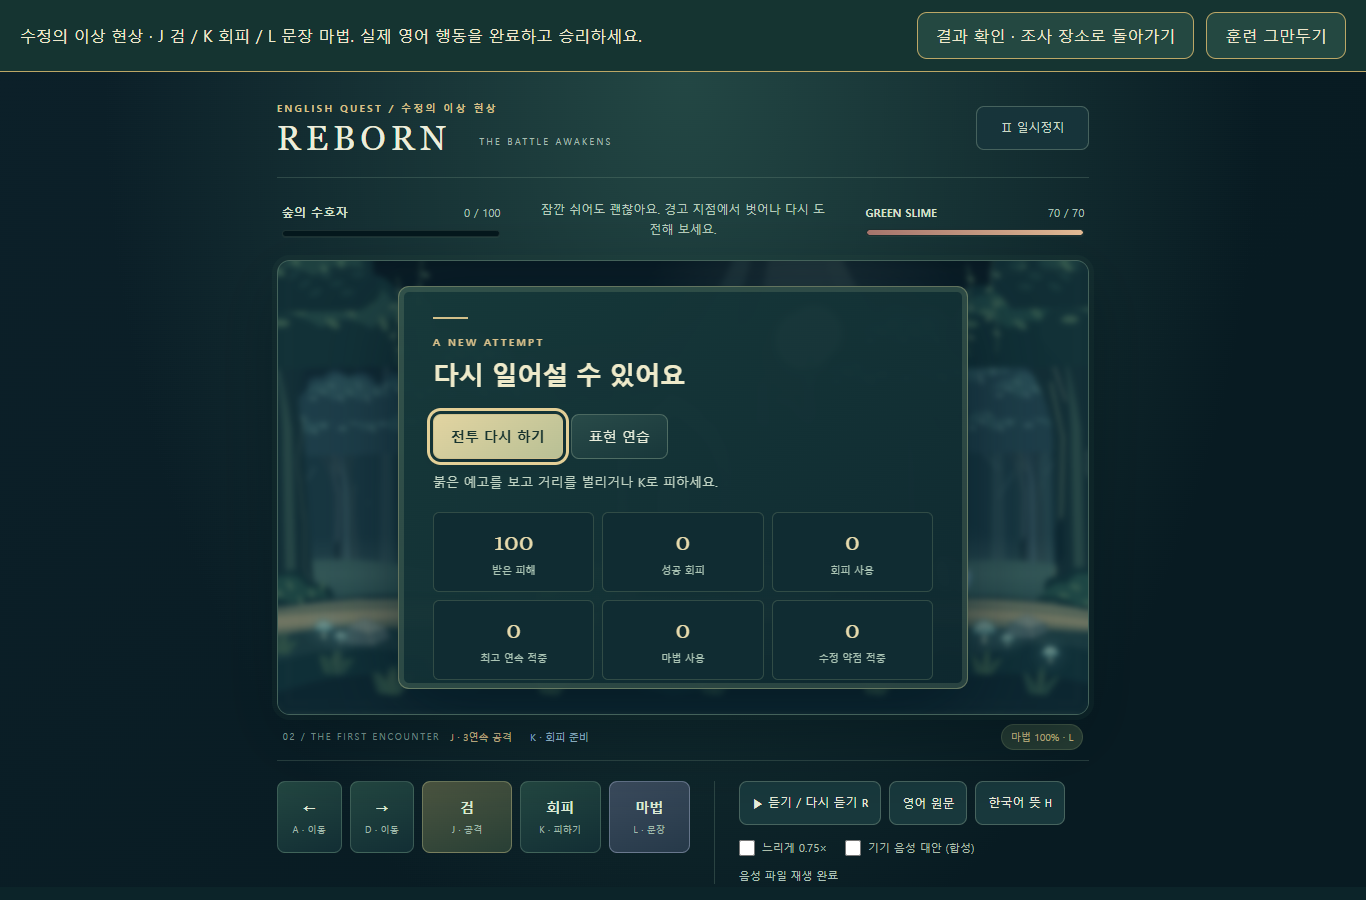 수정의 이상 현상 · J 검 / K 회피 / L 문장 마법. 실제 영어 행동을 완료하고 승리하세요.
결과 확인 · 조사 장소로 돌아가기
훈련 그만두기
ENGLISH QUEST / 수정의 이상 현상
REBORN
THE BATTLE AWAKENS
Ⅱ 일시정지
숲의 수호자
0 / 100
잠깐 쉬어도 괜찮아요. 경고 지점에서 벗어나 다시 도
전해 보세요.
GREEN SLIME
70 / 70
A NEW ATTEMPT
다시 일어설 수 있어요
전투 다시 하기
표현 연습
붉은 예고를 보고 거리를 벌리거나 K로 피하세요.
100
받은 피해
0
성공 회피
0
회피 사용
0
최고 연속 적중
0
마법 사용
0
수정 약점 적중
02 / THE FIRST ENCOUNTER
J · 3연속 공격
K · 회피 준비
마법 100% · L
←
A · 이동
→
D · 이동
검
J · 공격
회피
K · 피하기
마법
L · 문장
▶ 듣기 / 다시 듣기 R
영어 원문
한국어 뜻 H
느리게 0.75×
기기 음성 대안 (합성)
음성 파일 재생 완료